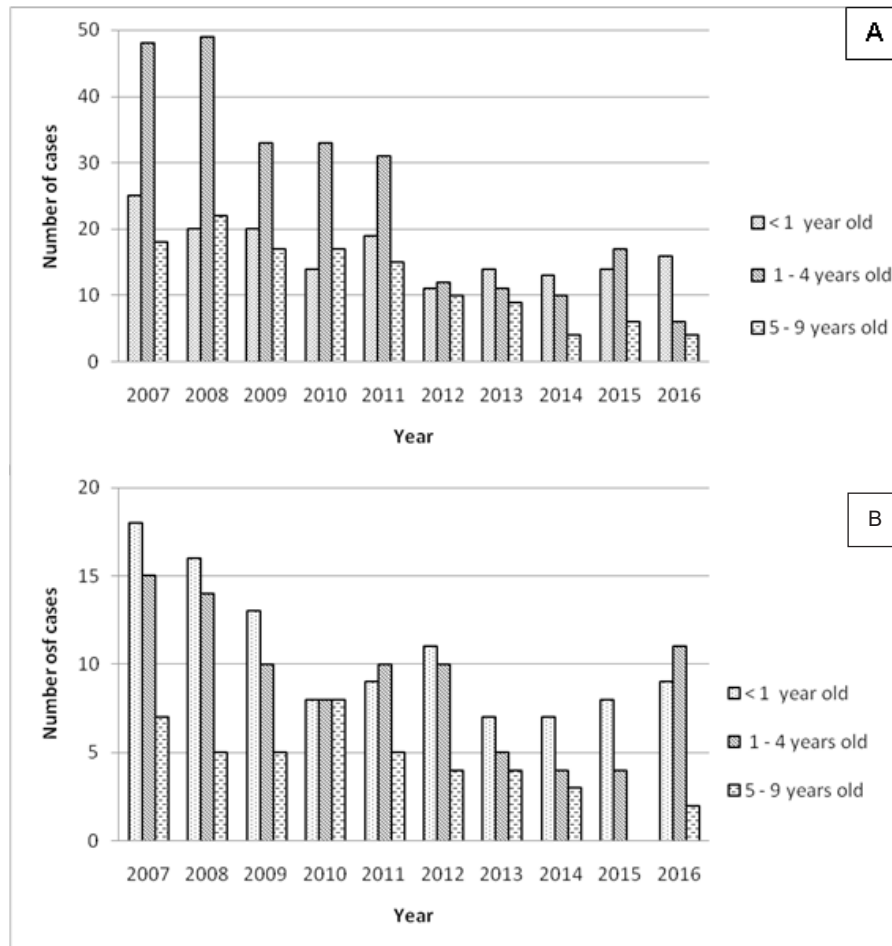 A
50
40
30
20
10
0
Number of cases
2007 2008 2009 2010 2011 2012 2013 2014 2015 2016
Year
< 1 year old
1 - 4 years old
5 - 9 years old
B
20
15
10
5
0
Number osf cases
2007 2008 2009 2010 2011 2012 2013 2014 2015 2016
Year
< 1 year old
1 - 4 years old
5 - 9 years old